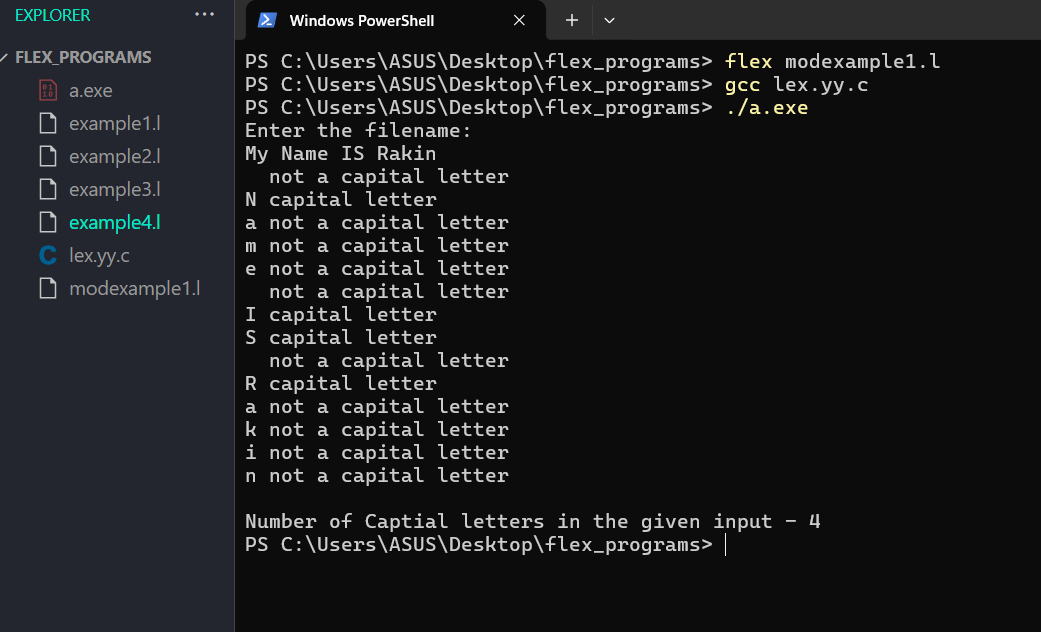 EXPLORER ...
FLEX_PROGRAMS
a.exe
example1.l
example2.l
example3.l
example4.l
C lex.yy.c
modexample1.l
Windows PowerShell
PS C:\Users\ASUS\Desktop\flex_programs> flex modexample1.l
PS C:\Users\ASUS\Desktop\flex_programs> gcc lex.yy.c
PS C:\Users\ASUS\Desktop\flex_programs> ./a.exe
Enter the filename:
My Name IS Rakin
  not a capital letter
N capital letter
a not a capital letter
m not a capital letter
e not a capital letter
  not a capital letter
I capital letter
S capital letter
  not a capital letter
R capital letter
a not a capital letter
k not a capital letter
i not a capital letter
n not a capital letter
Number of Captial letters in the given input - 4
PS C:\Users\ASUS\Desktop\flex_programs>